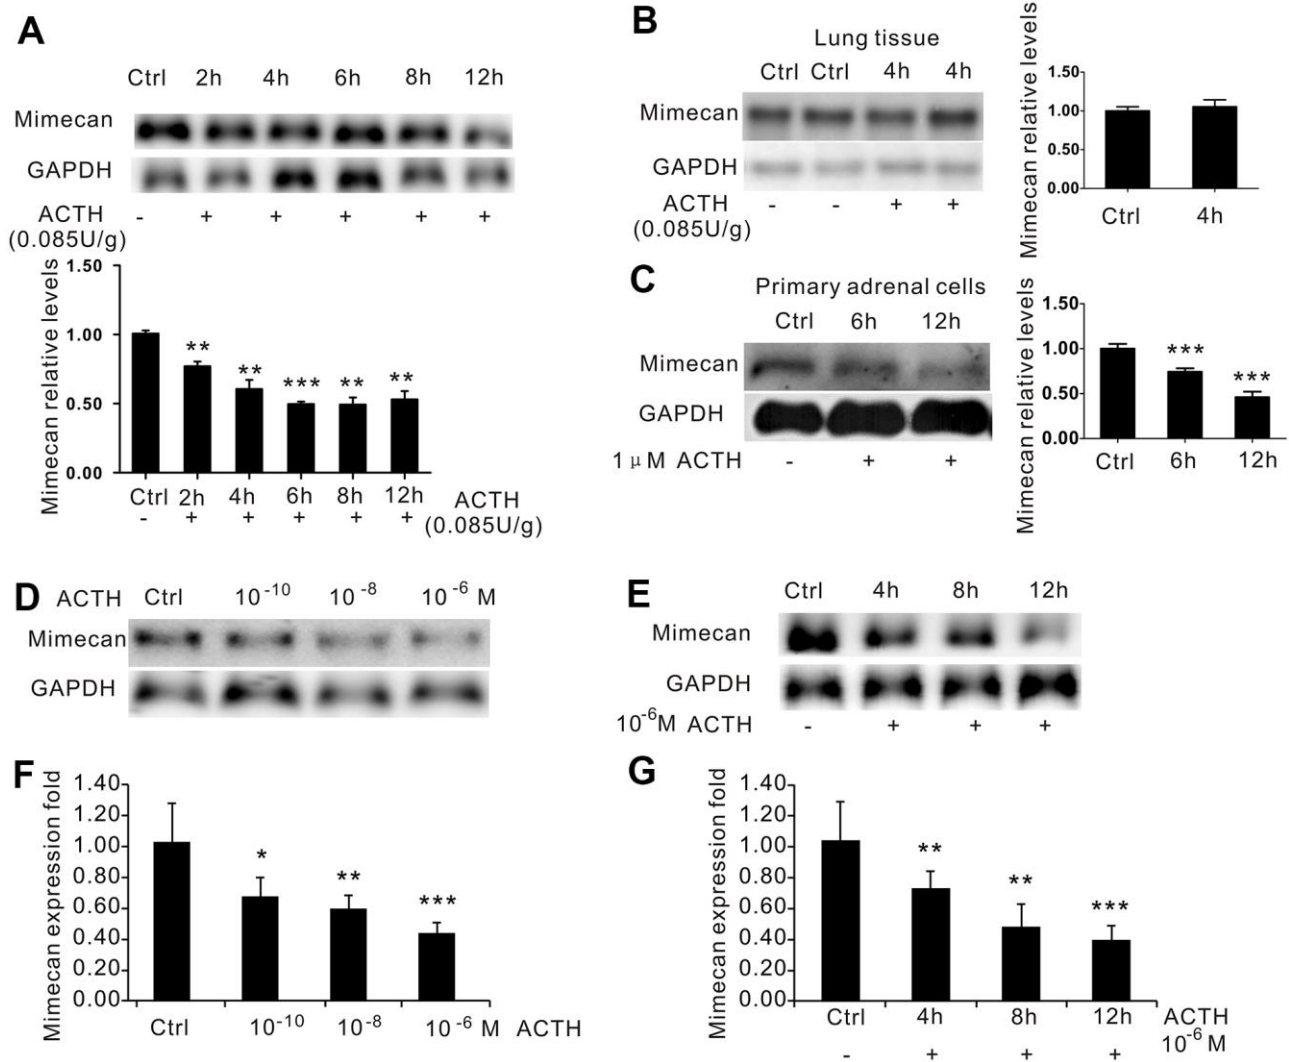 A
Ctrl 2h 4h 6h 8h 12h
Mimecan
GAPDH
ACTH - + + + + +
(0.085U/g)
Mimecan relative levels
1.50
1.00
0.50
0.00
** ** *** ** **
Ctrl 2h 4h 6h 8h 12h ACTH
- + + + + + (0.085U/g)
B
Lung tissue
Ctrl Ctrl 4h 4h
Mimecan
GAPDH
ACTH - - + +
(0.085U/g)
Mimecan relative levels
1.50
1.00
0.50
0.00
Ctrl 4h
C
Primary adrenal cells
Ctrl 6h 12h
Mimecan
GAPDH
1μM ACTH - + +
Mimecan relative levels
1.50
1.00
0.50
0.00
*** ***
Ctrl 6h 12h
D
ACTH Ctrl 10⁻¹⁰ 10⁻⁸ 10⁻⁶ M
Mimecan
GAPDH
E
Ctrl 4h 8h 12h
Mimecan
GAPDH
10⁻⁶M ACTH - + + +
F
Mimecan expression fold
1.40
1.20
1.00
0.80
0.60
0.40
0.20
0.00
* ** ***
Ctrl 10⁻¹⁰ 10⁻⁸ 10⁻⁶ M ACTH
G
Mimecan expression fold
1.40
1.20
1.00
0.80
0.60
0.40
0.20
0.00
** ** ***
Ctrl 4h 8h 12h ACTH
10⁻⁶ M
- + + +